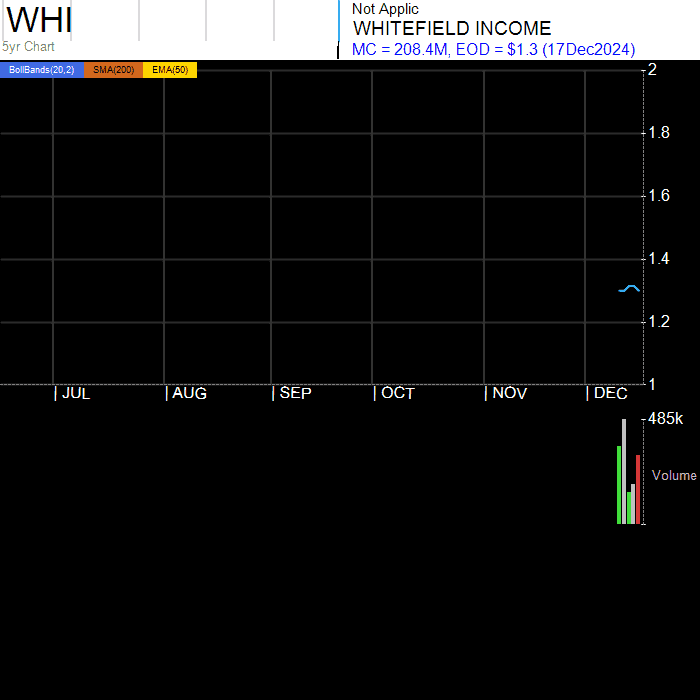 WHI
5yr Chart
Not Applic
WHITEFIELD INCOME
MC = 208.4M, EOD = $1.3 (17Dec2024)
BollBands(20,2) SMA(200) EMA(50)
2
1.8
1.6
1.4
1.2
1
| JUL | AUG | SEP | OCT | NOV | DEC
485k
Volume